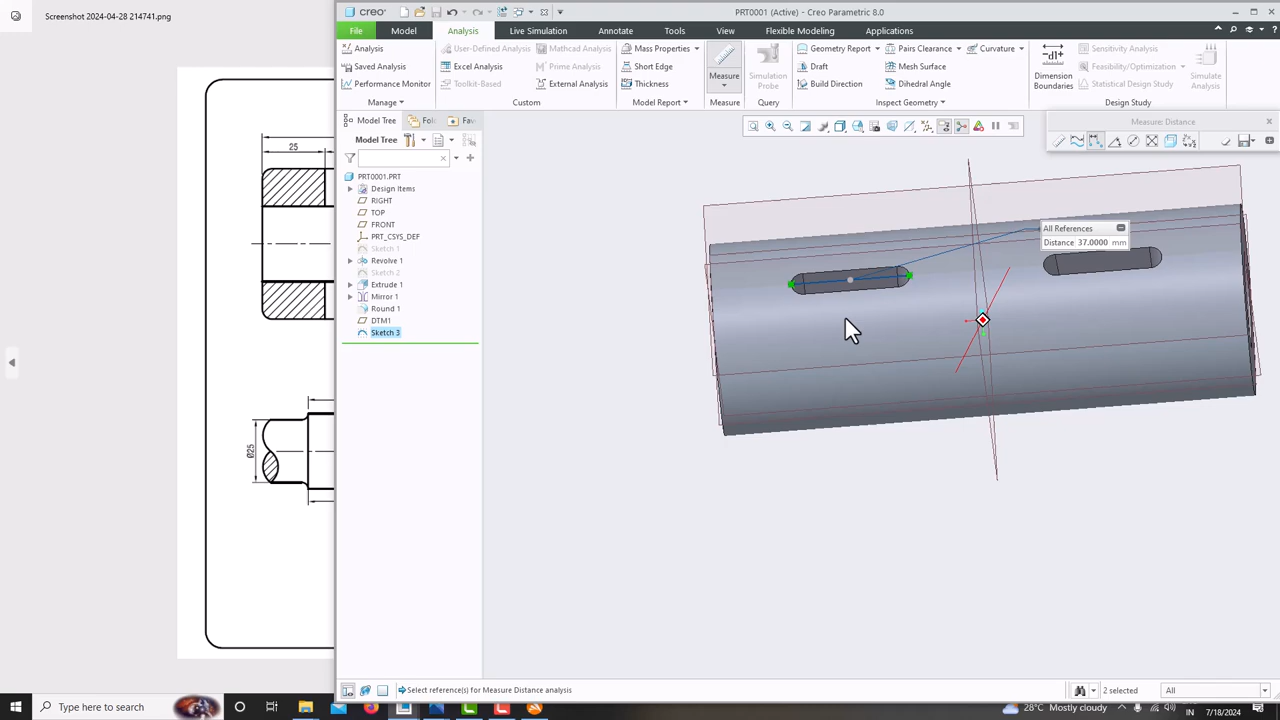 Screenshot 2024-04-28 214741.png
creo
PRT0001 (Active) - Creo Parametric 8.0
File
Model
Analysis
Live Simulation
Annotate
Tools
View
Flexible Modeling
Applications
Analysis
Saved Analysis
Performance Monitor
Manage
User-Defined Analysis
Mathcad Analysis
Excel Analysis
Prime Analysis
Toolkit-Based
External Analysis
Custom
Mass Properties
Short Edge
Thickness
Model Report
Measure
Measure
Simulation
Probe
Query
Geometry Report
Pairs Clearance
Curvature
Draft
Mesh Surface
Build Direction
Dihedral Angle
Inspect Geometry
Dimension
Boundaries
Sensitivity Analysis
Feasibility/Optimization
Statistical Design Study
Simulate
Analysis
Design Study
Model Tree
Fol
Fav
Model Tree
Measure: Distance
PRT0001.PRT
Design Items
RIGHT
TOP
FRONT
PRT_CSYS_DEF
Sketch 1
Revolve 1
Sketch 2
Extrude 1
Mirror 1
Round 1
DTM1
Sketch 3
25
Ø25
All References
Distance 37.0000 mm
Select reference(s) for Measure Distance analysis
2 selected
All
Type here to search
28°C Mostly cloudy
IN
7/18/2024